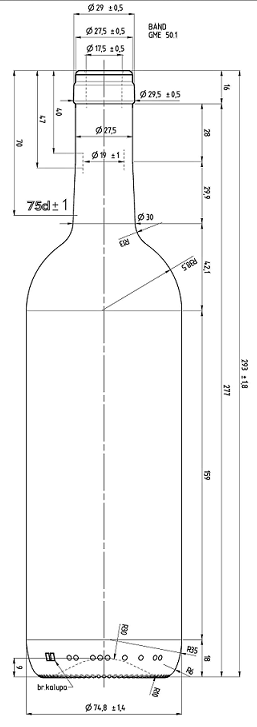 Ø 29 ±0,5
BAND
GME 50.1
Ø 27,5 ±0,5
Ø 17,5 ±0,5
16
Ø 29,5 ±0,5
40
47
70
28
Ø 27,5
Ø 19 ±1
29,9
75d± 1
Ø 30
R13
42,1
R38.5
293 ±1,8
277
159
R30
R35
18
R6
9
br.kalupa
R10
Ø 74,8 ±1,4